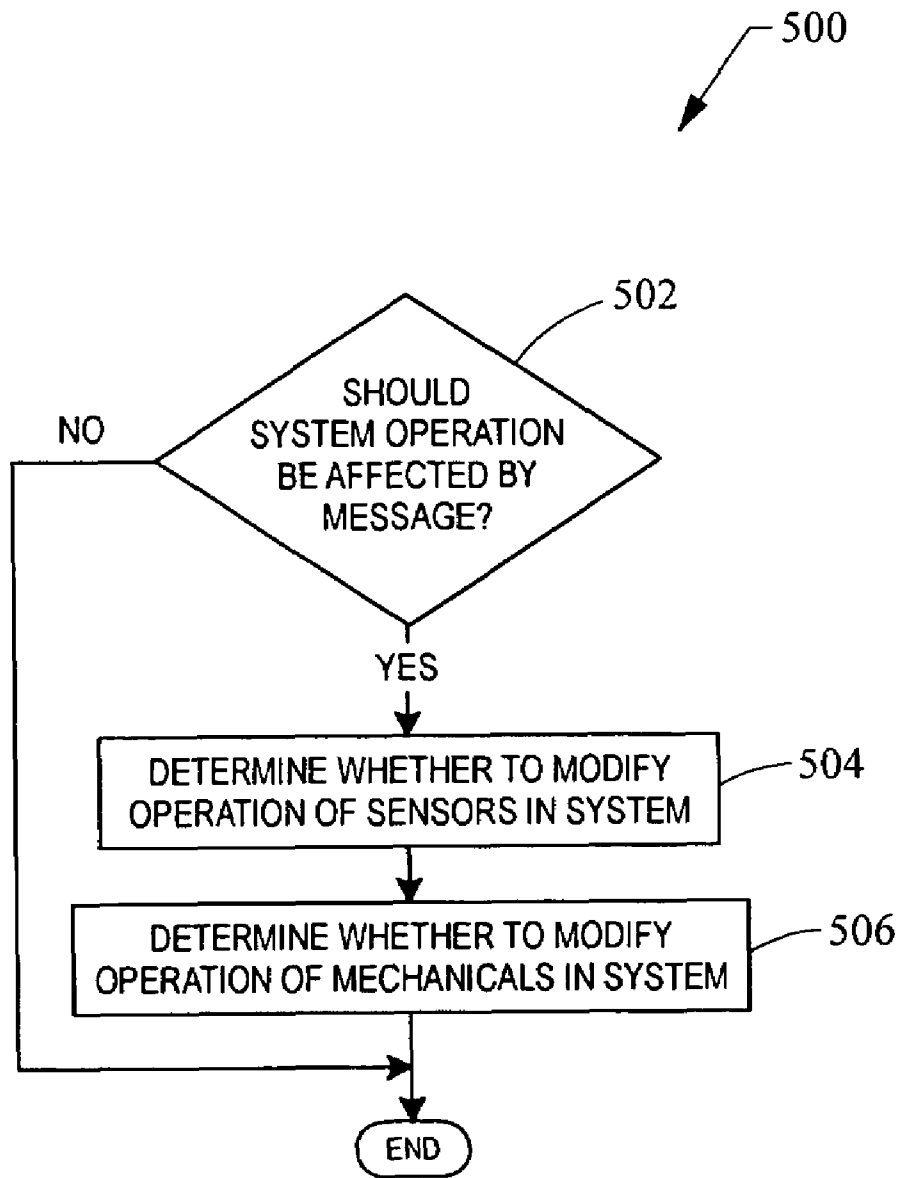 500
502
SHOULD
SYSTEM OPERATION
BE AFFECTED BY
MESSAGE?
NO
YES
DETERMINE WHETHER TO MODIFY
OPERATION OF SENSORS IN SYSTEM
504
DETERMINE WHETHER TO MODIFY
OPERATION OF MECHANICALS IN SYSTEM
506
END